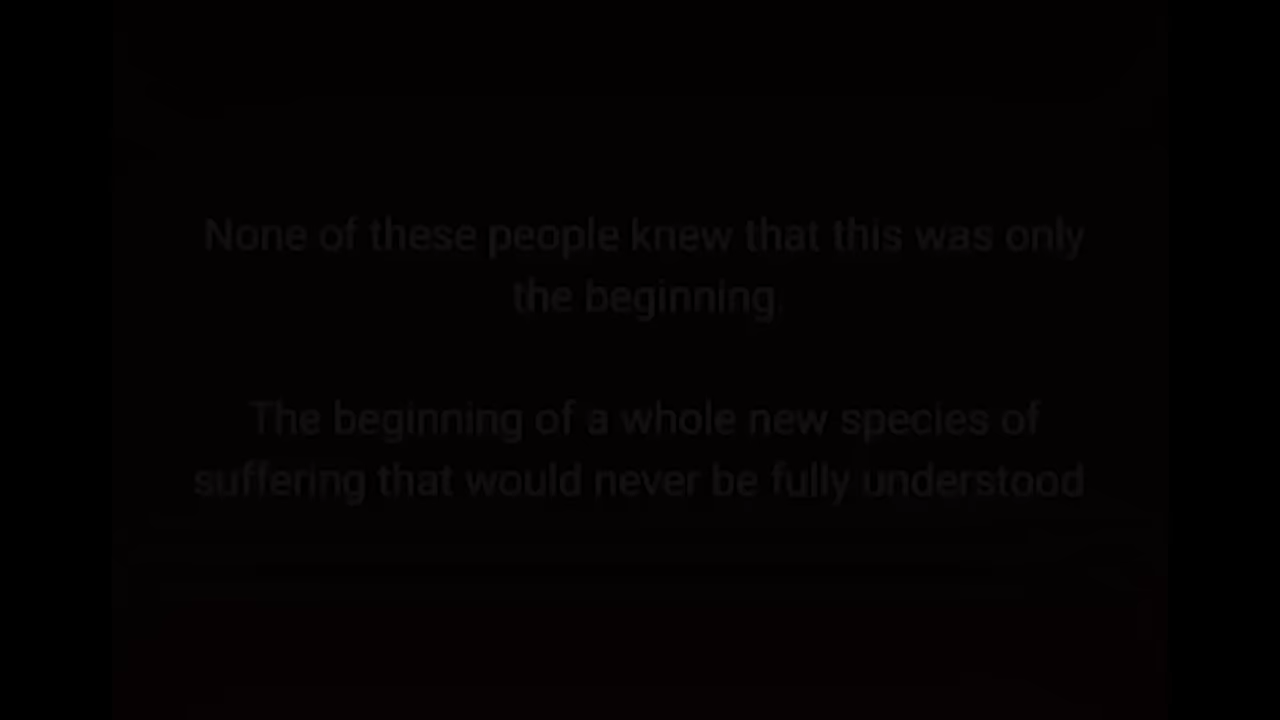 None of these people knew that this was only
the beginning.
The beginning of a whole new species of
suffering that would never be fully understood